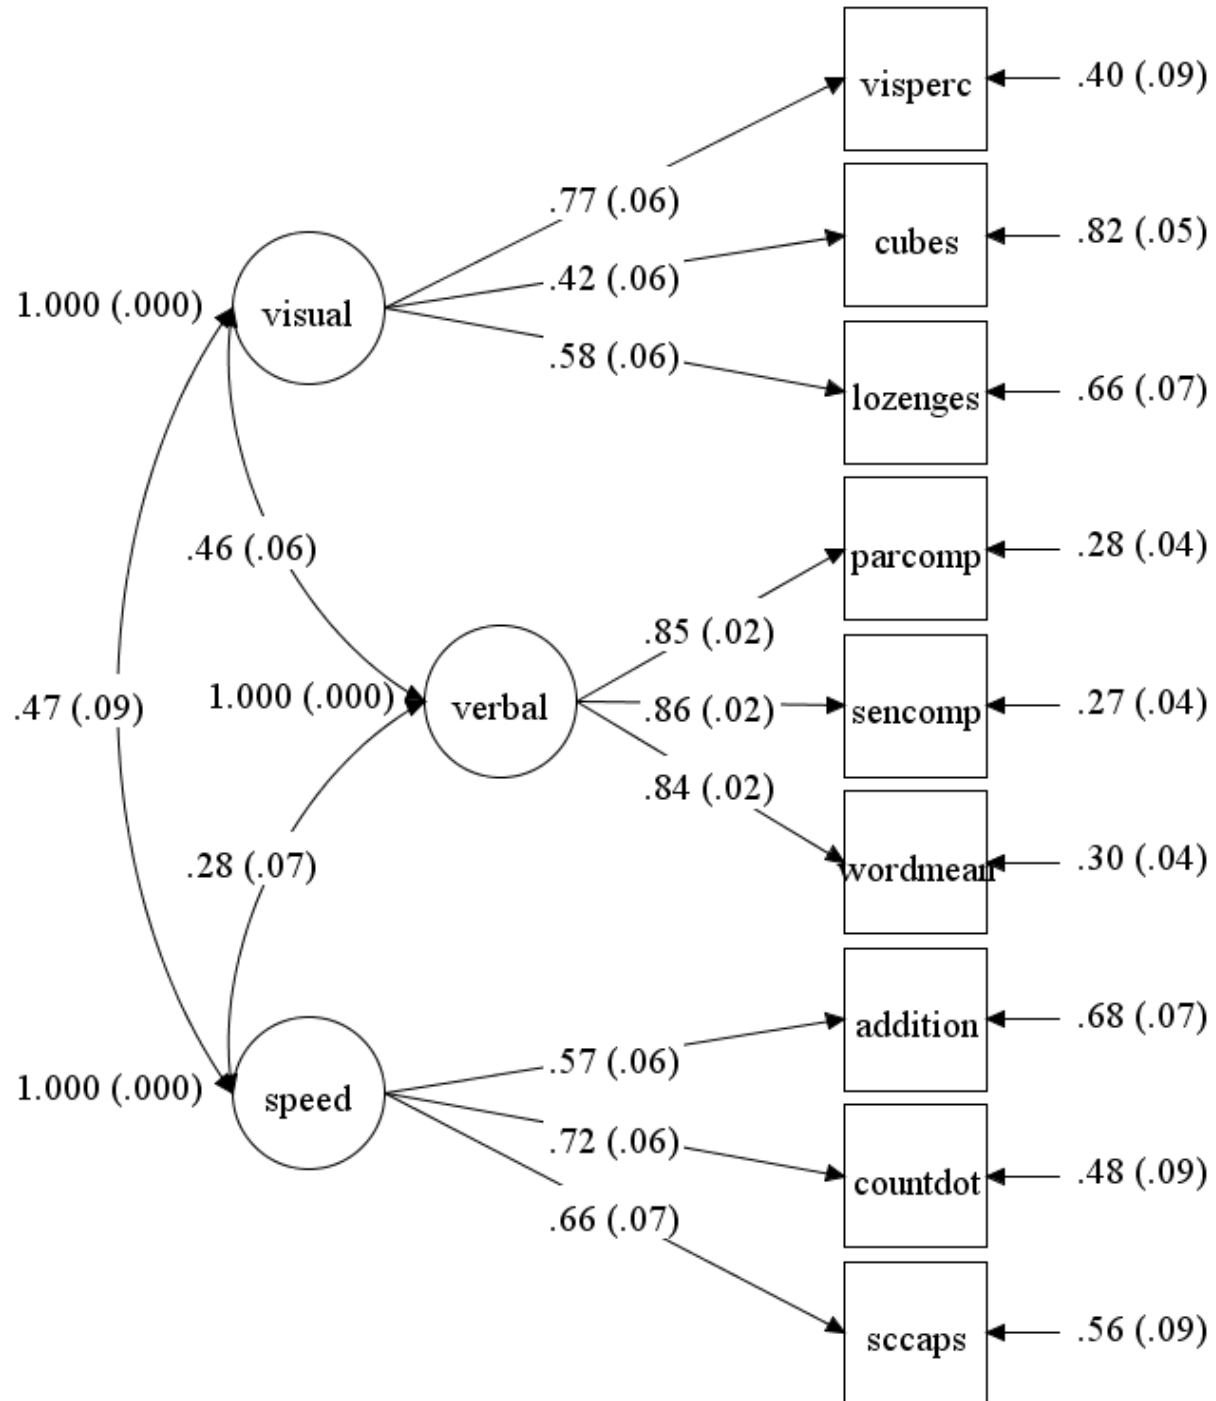 visperc
.40 (.09)
.77 (.06)
cubes
.82 (.05)
.42 (.06)
1.000 (.000)
visual
.58 (.06)
lozenges
.66 (.07)
.46 (.06)
parcomp
.28 (.04)
.85 (.02)
1.000 (.000)
verbal
.47 (.09)
.86 (.02)
sencomp
.27 (.04)
.84 (.02)
wordmean
.30 (.04)
.28 (.07)
addition
.68 (.07)
.57 (.06)
1.000 (.000)
speed
.72 (.06)
countdot
.48 (.09)
.66 (.07)
sccaps
.56 (.09)